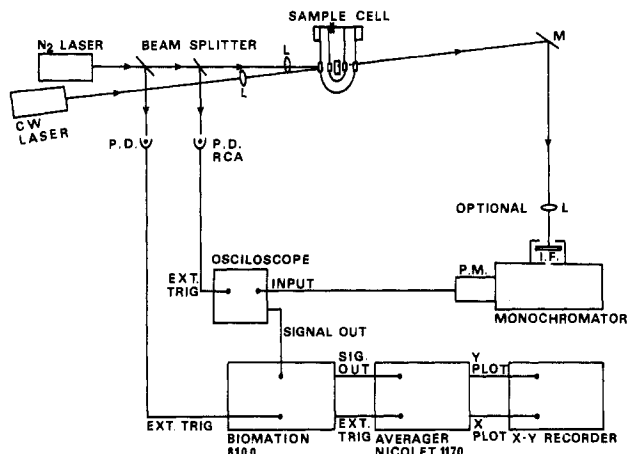 SAMPLE CELL
N2 LASER
BEAM SPLITTER
L
M
L
CW
LASER
P.D.
P.D.
RCA
OPTIONAL
L
I.F.
OSCILOSCOPE
P.M.
EXT.
TRIG
INPUT
MONOCHROMATOR
SIGNAL OUT
SIG.
OUT
Y
PLOT
EXT. TRIG
EXT.
TRIG
X
PLOT
BIOMATION
8100
AVERAGER
NICOLET 1170
X-Y RECORDER